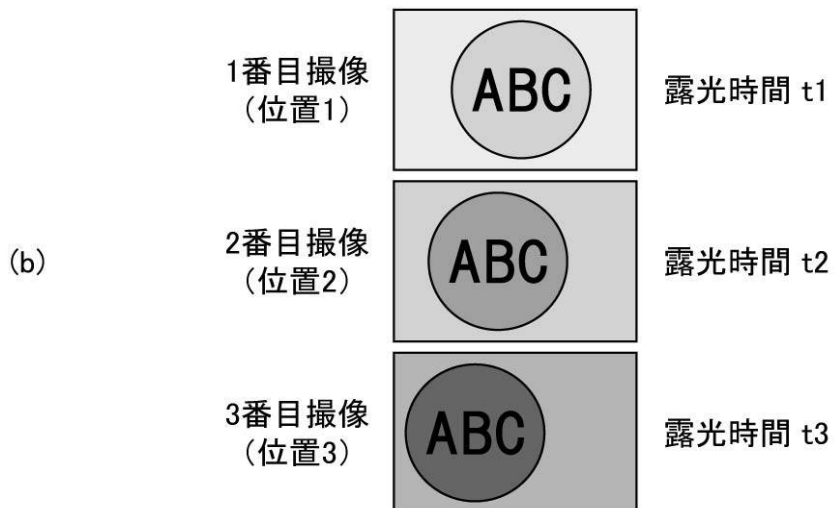 1番目撮像
(位置1)
ABC
露光時間 t1
(b)
2番目撮像
(位置2)
ABC
露光時間 t2
3番目撮像
(位置3)
ABC
露光時間 t3